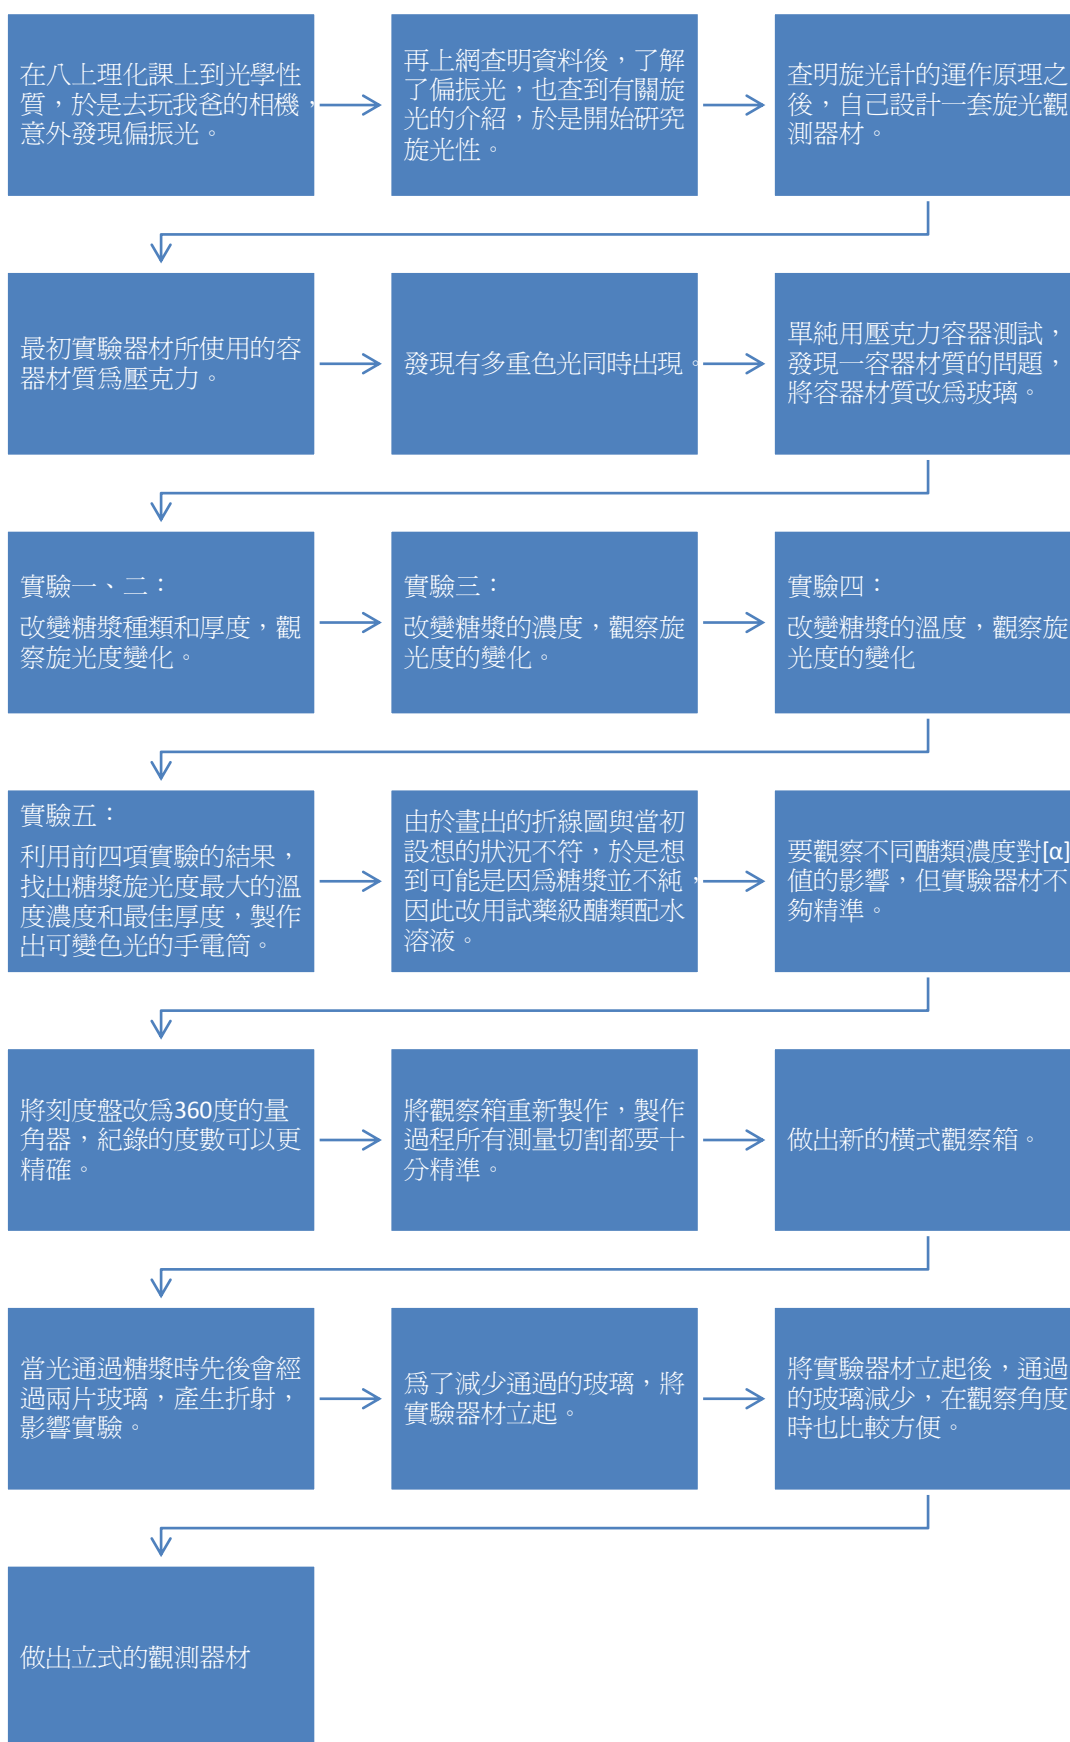 在八上理化課上到光學性
質，於是去玩我爸的相機，
意外發現偏振光。
再上網查明資料後，了解
了偏振光，也查到有關旋
光的介紹，於是開始研究
旋光性。
查明旋光計的運作原理之
後，自己設計一套旋光觀
測器材。
最初實驗器材所使用的容
器材質為壓克力。
發現有多重色光同時出現。
單純用壓克力容器測試，
發現一容器材質的問題，
將容器材質改為玻璃。
實驗一、二：
改變糖漿種類和厚度，觀
察旋光度變化。
實驗三：
改變糖漿的濃度，觀察旋
光度的變化。
實驗四：
改變糖漿的溫度，觀察旋
光度的變化
實驗五：
利用前四項實驗的結果，
找出糖漿旋光度最大的溫
度濃度和最佳厚度，製作
出可變色光的手電筒。
由於畫出的折線圖與當初
設想的狀況不符，於是想
到可能是因為糖漿並不純，
因此改用試藥級醣類配水
溶液。
要觀察不同醣類濃度對[α]
值的影響，但實驗器材不
夠精準。
將刻度盤改為360度的量
角器，紀錄的度數可以更
精確。
將觀察箱重新製作，製作
過程所有測量切割都要十
分精準。
做出新的橫式觀察箱。
當光通過糖漿時先後會經
過兩片玻璃，產生折射，
影響實驗。
為了減少通過的玻璃，將
實驗器材立起。
將實驗器材立起後，通過
的玻璃減少，在觀察角度
時也比較方便。
做出立式的觀測器材